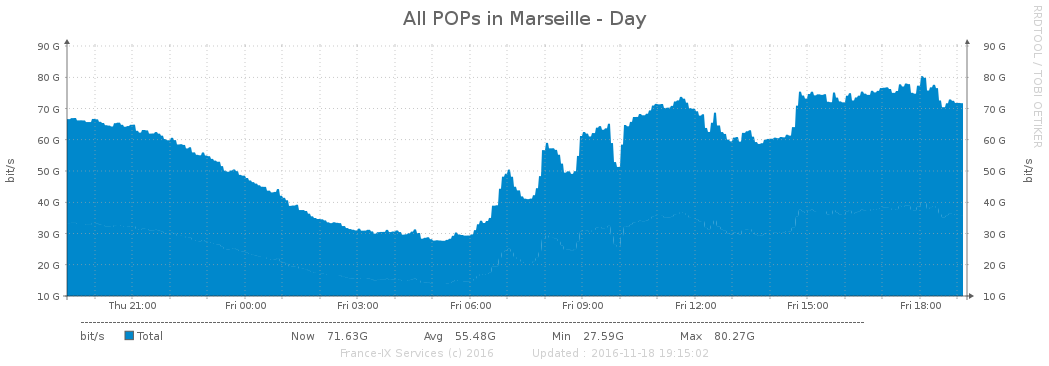 All POPs in Marseille - Day
RRDTOOL / TOBI OETIKER
bit/s
90 G 90 G
80 G 80 G
70 G 70 G
60 G 60 G
50 G 50 G
40 G 40 G
30 G 30 G
20 G 20 G
10 G 10 G
bit/s
Thu 21:00 Fri 00:00 Fri 03:00 Fri 06:00 Fri 09:00 Fri 12:00 Fri 15:00 Fri 18:00
bit/s Total Now 71.63G Avg 55.48G Min 27.59G Max 80.27G
France-IX Services (c) 2016 Updated : 2016-11-18 19:15:02